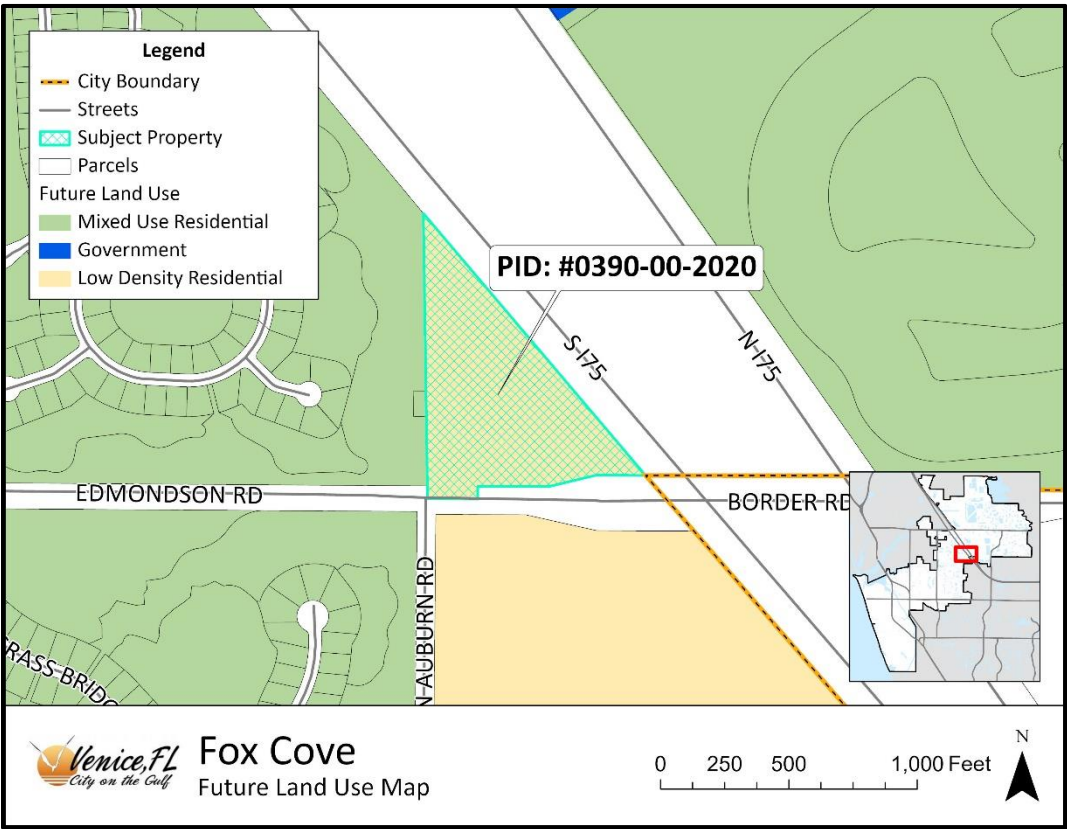 Legend
City Boundary
Streets
Subject Property
Parcels
Future Land Use
Mixed Use Residential
Government
Low Density Residential
PID: #0390-00-2020
S I75
N I75
EDMONDSON RD
BORDER RD
N AUBURN RD
Venice, FL
City on the Gulf
Fox Cove
Future Land Use Map
0 250 500 1,000 Feet
N